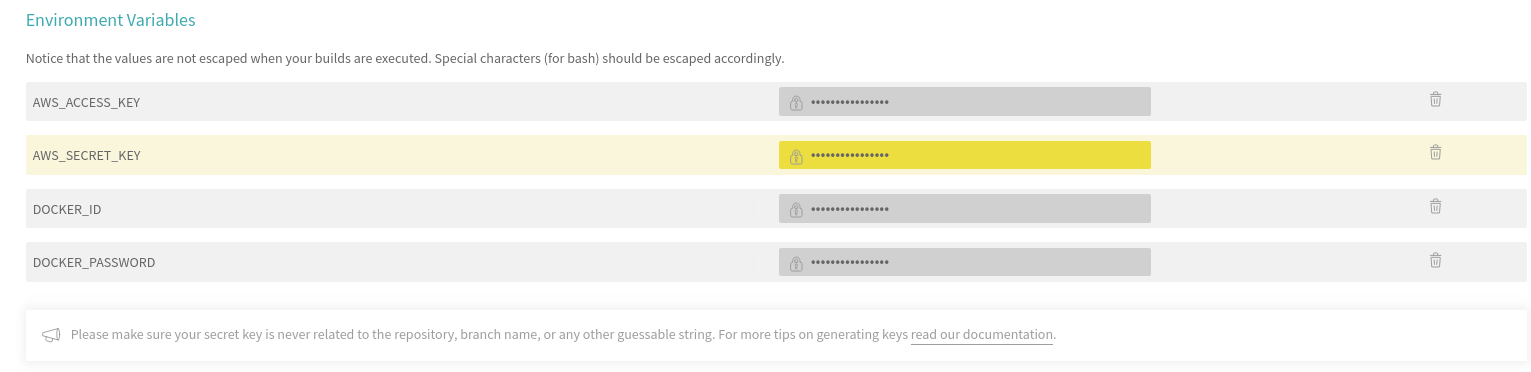 Environment Variables
Notice that the values are not escaped when your builds are executed. Special characters (for bash) should be escaped accordingly.
AWS_ACCESS_KEY ••••••••••••••••
AWS_SECRET_KEY ••••••••••••••••
DOCKER_ID ••••••••••••••••
DOCKER_PASSWORD ••••••••••••••••
Please make sure your secret key is never related to the repository, branch name, or any other guessable string. For more tips on generating keys read our documentation.